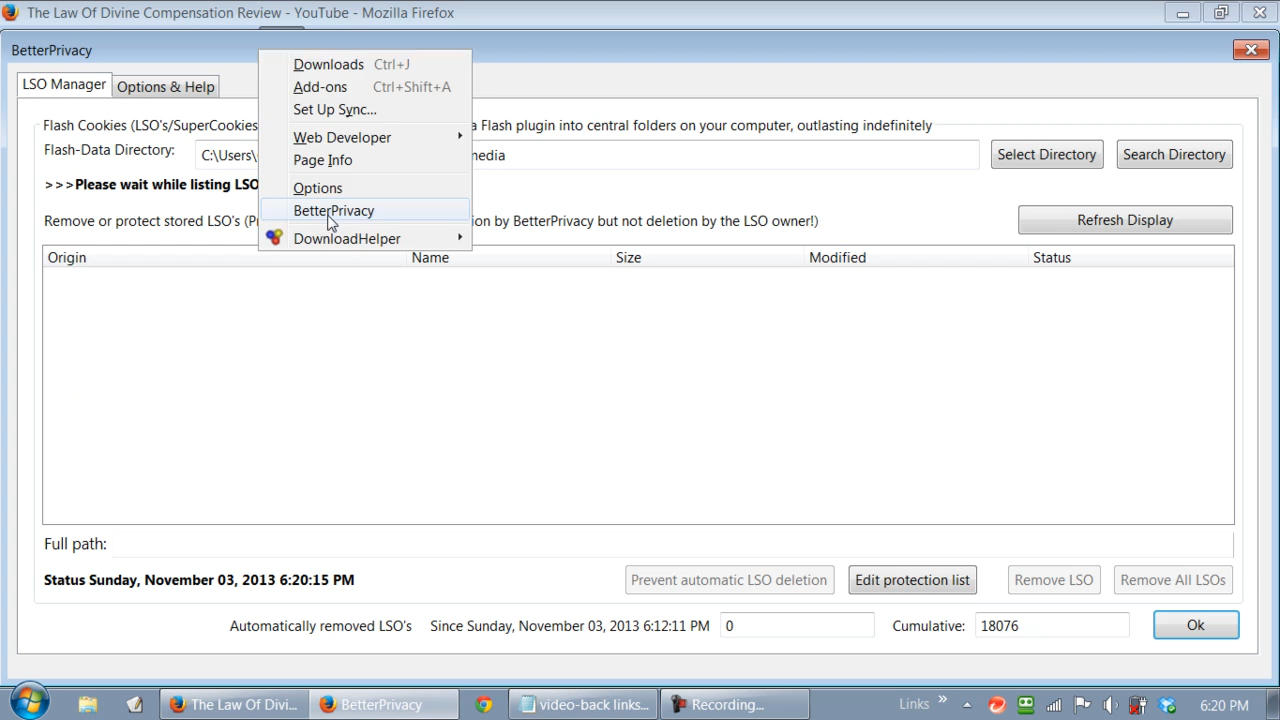 The Law Of Divine Compensation Review - YouTube - Mozilla Firefox
BetterPrivacy
LSO Manager
Options & Help
Downloads Ctrl+J
Add-ons Ctrl+Shift+A
Set Up Sync...
Web Developer
Page Info
Options
BetterPrivacy
DownloadHelper
Flash Cookies (LSO's/SuperCookies a Flash plugin into central folders on your computer, outlasting indefinitely
Flash-Data Directory: C:\Users\ media Select Directory Search Directory
>>>Please wait while listing LSO
Remove or protect stored LSO's (P ion by BetterPrivacy but not deletion by the LSO owner!) Refresh Display
Origin Name Size Modified Status
Full path:
Status Sunday, November 03, 2013 6:20:15 PM Prevent automatic LSO deletion Edit protection list Remove LSO Remove All LSOs
Automatically removed LSO's Since Sunday, November 03, 2013 6:12:11 PM 0 Cumulative: 18076 Ok
The Law Of Divi... BetterPrivacy video-back links... Recording... Links » 6:20 PM